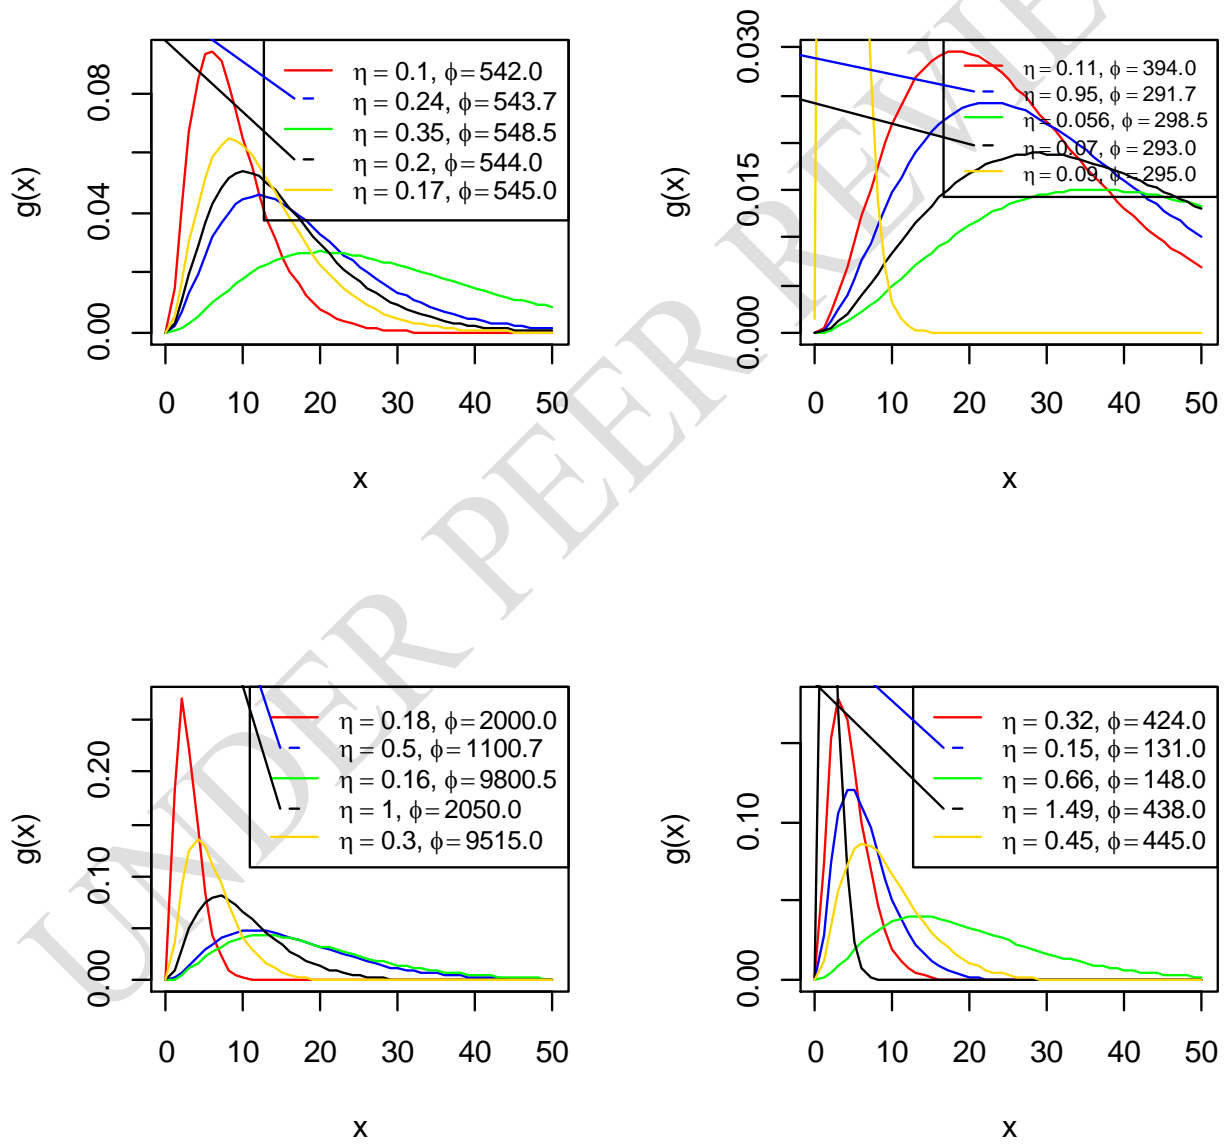 g(x)
0.00 0.04 0.08
η = 0.1, ϕ = 542.0
η = 0.24, ϕ = 543.7
η = 0.35, ϕ = 548.5
η = 0.2, ϕ = 544.0
η = 0.17, ϕ = 545.0
0 10 20 30 40 50
x
g(x)
0.000 0.015 0.030
η = 0.11, ϕ = 394.0
η = 0.95, ϕ = 291.7
η = 0.056, ϕ = 298.5
η = 0.07, ϕ = 293.0
η = 0.09, ϕ = 295.0
0 10 20 30 40 50
x
g(x)
0.00 0.10 0.20
η = 0.18, ϕ = 2000.0
η = 0.5, ϕ = 1100.7
η = 0.16, ϕ = 9800.5
η = 1, ϕ = 2050.0
η = 0.3, ϕ = 9515.0
0 10 20 30 40 50
x
g(x)
0.00 0.10
η = 0.32, ϕ = 424.0
η = 0.15, ϕ = 131.0
η = 0.66, ϕ = 148.0
η = 1.49, ϕ = 438.0
η = 0.45, ϕ = 445.0
0 10 20 30 40 50
x
UNDER PEER REVIE